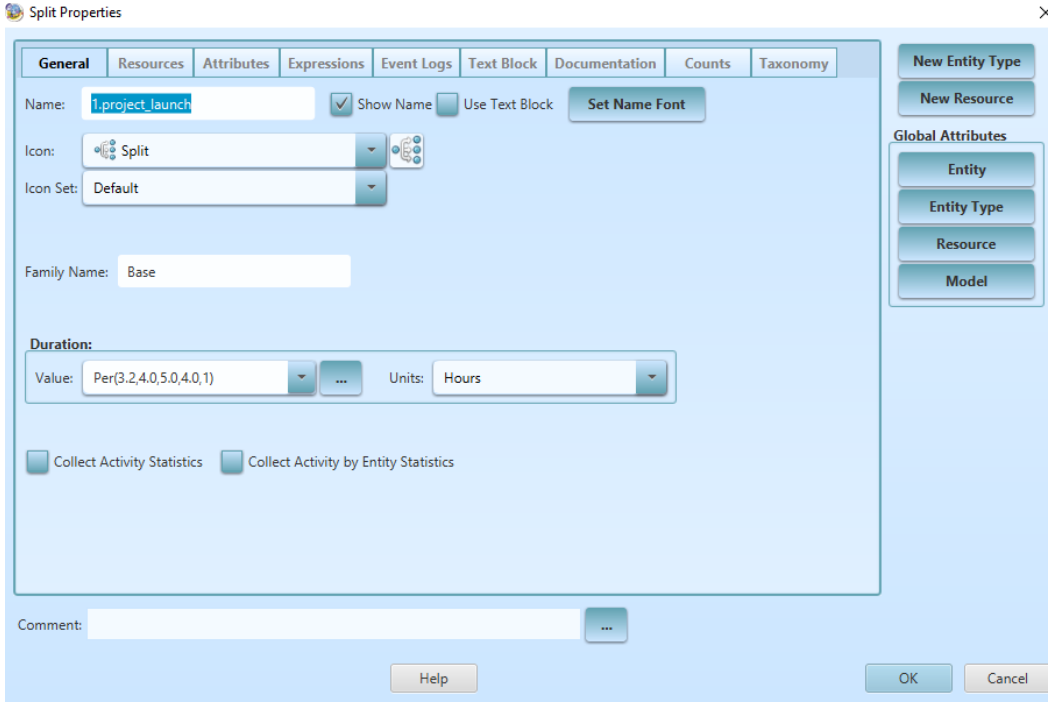 Split Properties
General Resources Attributes Expressions Event Logs Text Block Documentation Counts Taxonomy
Name: 1.project_launch Show Name Use Text Block Set Name Font
Icon: Split
Icon Set: Default
Family Name: Base
Duration:
Value: Per(3.2,4.0,5.0,4.0,1) ... Units: Hours
Collect Activity Statistics Collect Activity by Entity Statistics
New Entity Type
New Resource
Global Attributes
Entity
Entity Type
Resource
Model
Comment: ...
Help OK Cancel